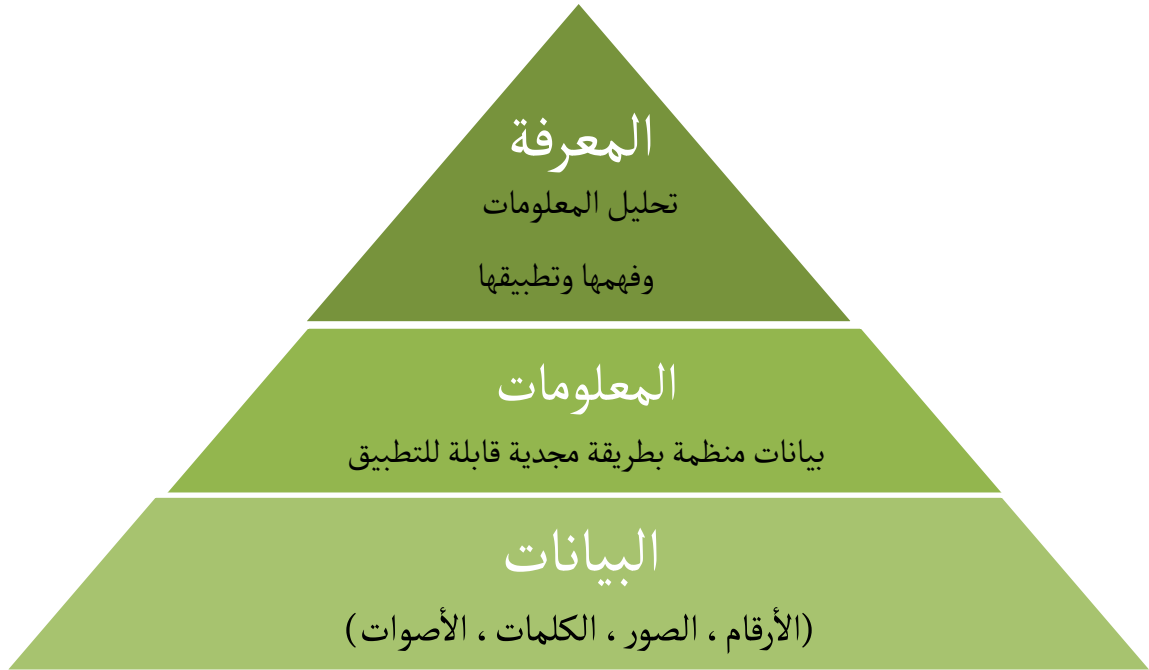 المعرفة
تحليل المعلومات
وفهمها وتطبيقها
المعلومات
بيانات منظمة بطريقة مجدية قابلة للتطبيق
البيانات
(الأرقام ، الصور ، الكلمات ، الأصوات)